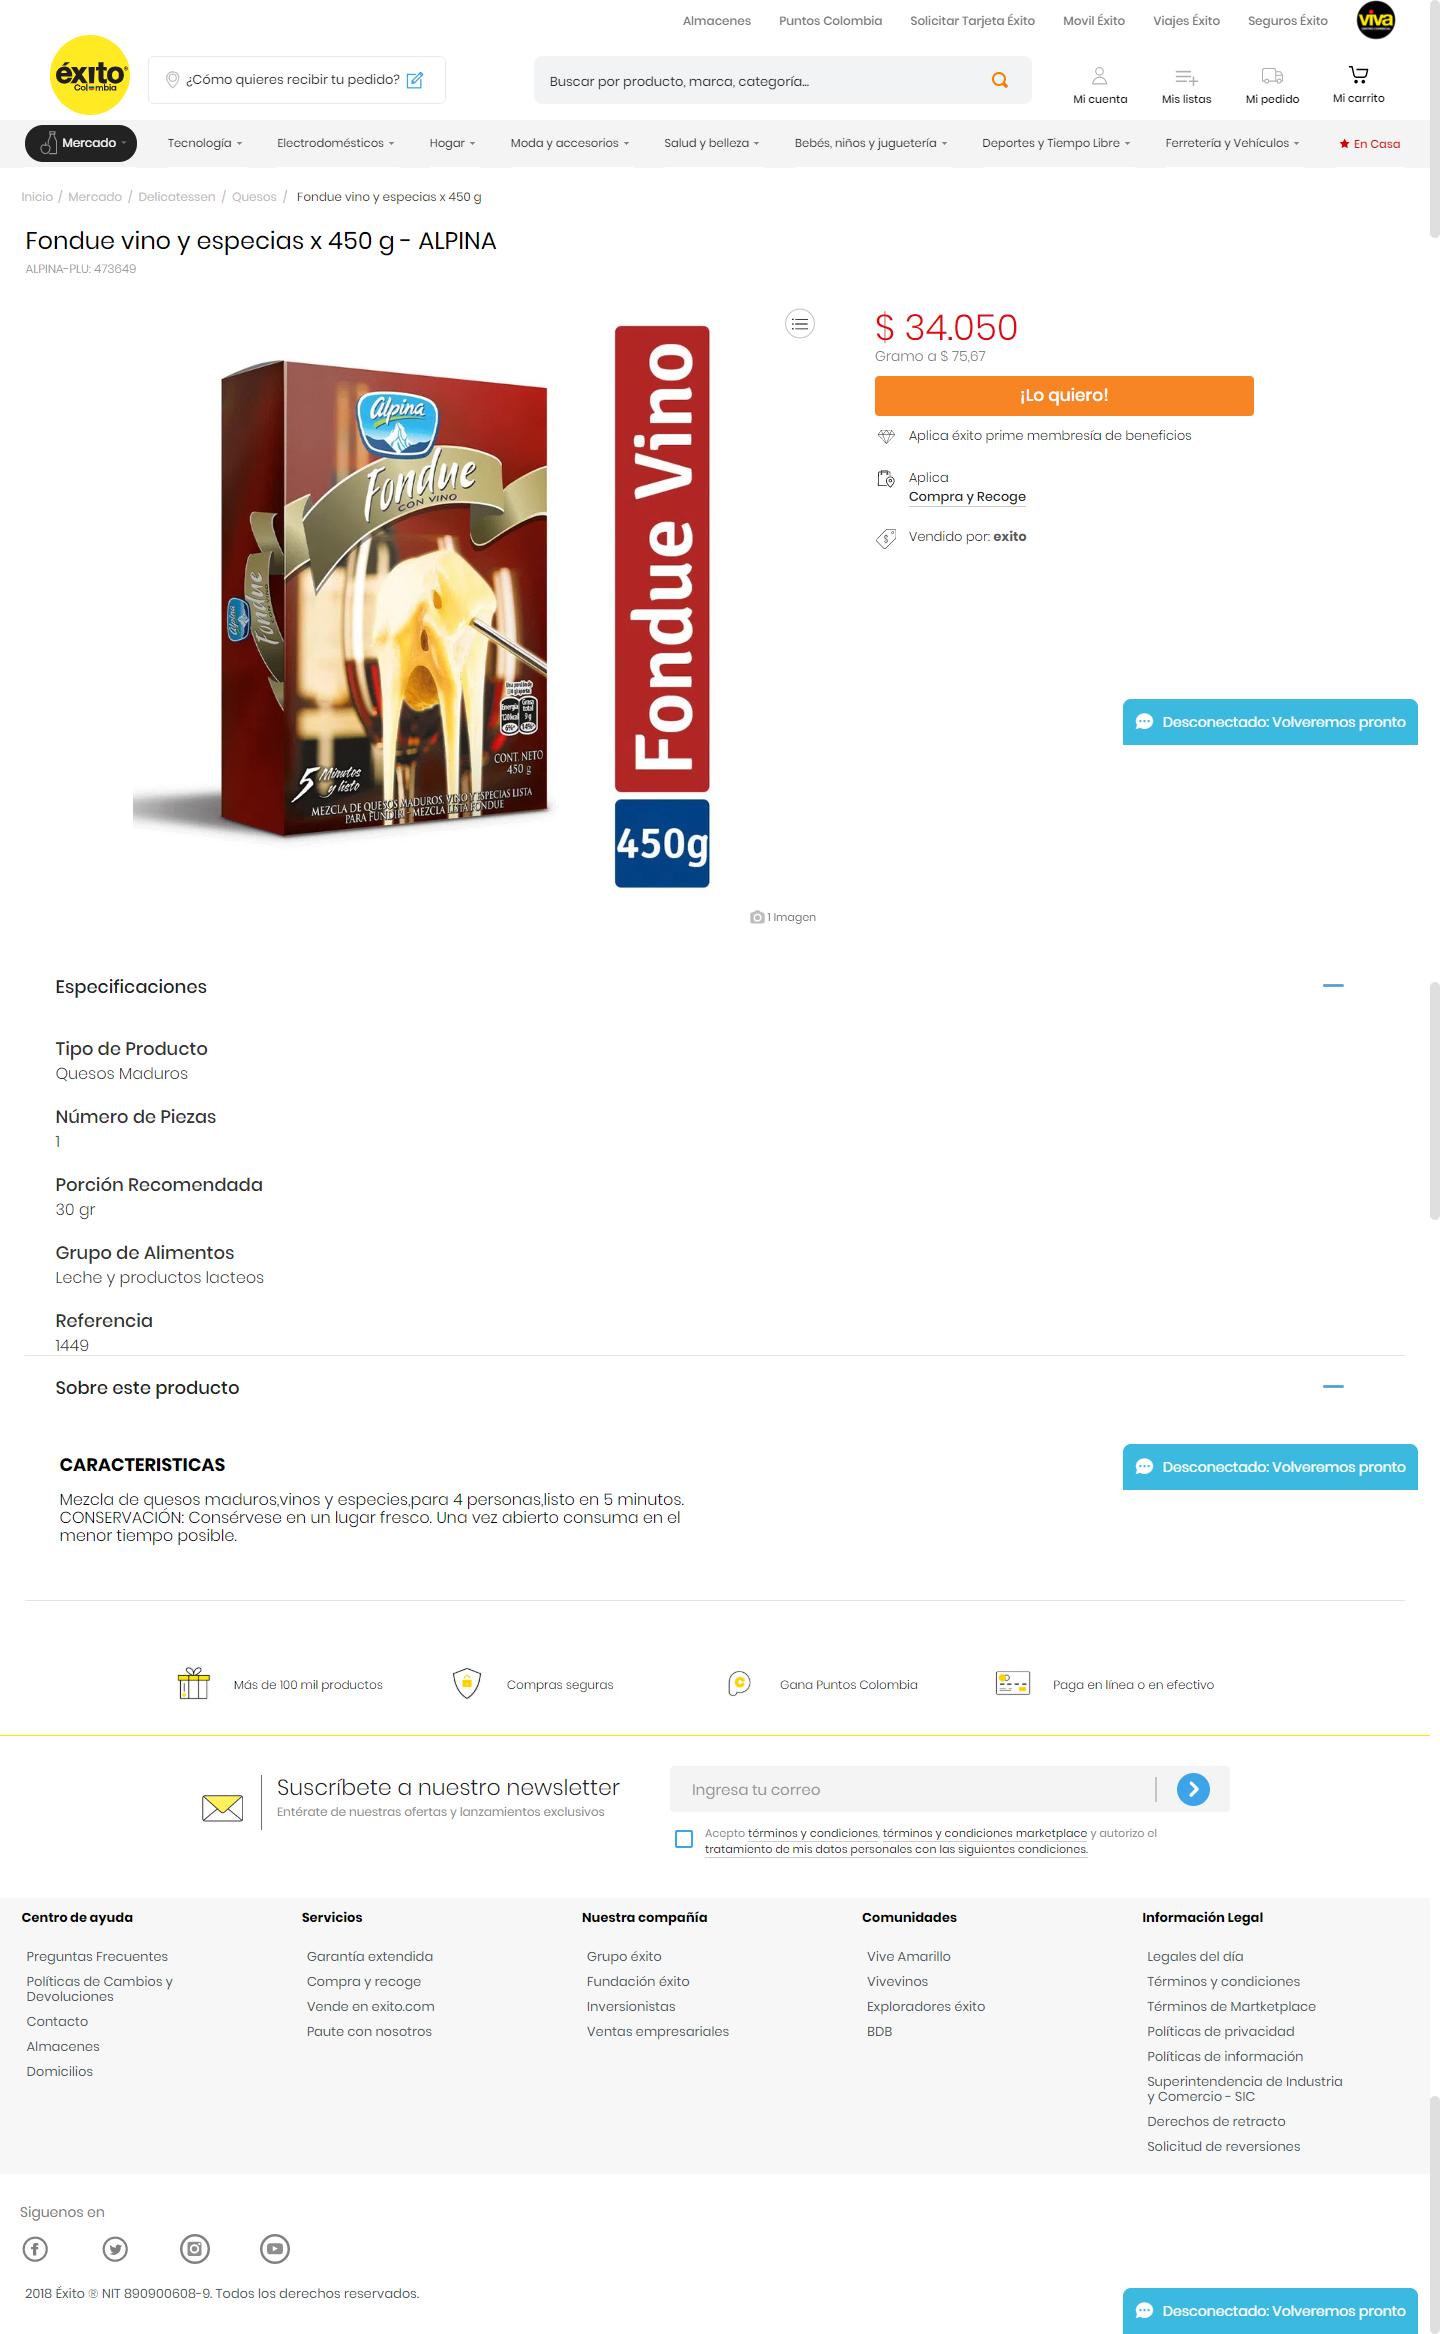 Almacenes Puntos Colombia Solicitar Tarjeta Éxito Movil Éxito Viajes Éxito Seguros Éxito viva
éxito
Colombia
¿Cómo quieres recibir tu pedido?
Buscar por producto, marca, categoría...
Mi cuenta Mis listas Mi pedido Mi carrito
Mercado Tecnología Electrodomésticos Hogar Moda y accesorios Salud y belleza Bebés, niños y juguetería Deportes y Tiempo Libre Ferretería y Vehículos En Casa
Inicio / Mercado / Delicatessen / Quesos / Fondue vino y especias x 450 g
Fondue vino y especias x 450 g - ALPINA
ALPINA-PLU: 473649
Alpina
Fondue
CON VINO
Alpina
Fondue
5 Minutos
y listo
CONT. NETO
450 g
MEZCLA DE QUESOS MADUROS, VINO Y ESPECIAS LISTA
PARA FUNDIR - MEZCLA LISTA FONDUE
Fondue Vino
450g
1 Imagen
$ 34.050
Gramo a $ 75,67
¡Lo quiero!
Aplica éxito prime membresía de beneficios
Aplica
Compra y Recoge
Vendido por: exito
Desconectado: Volveremos pronto
Especificaciones
Tipo de Producto
Quesos Maduros
Número de Piezas
1
Porción Recomendada
30 gr
Grupo de Alimentos
Leche y productos lacteos
Referencia
1449
Sobre este producto
CARACTERISTICAS
Mezcla de quesos maduros,vinos y especies,para 4 personas,listo en 5 minutos.
CONSERVACIÓN: Consérvese en un lugar fresco. Una vez abierto consuma en el
menor tiempo posible.
Desconectado: Volveremos pronto
Más de 100 mil productos
Compras seguras
Gana Puntos Colombia
Paga en línea o en efectivo
Suscríbete a nuestro newsletter
Entérate de nuestras ofertas y lanzamientos exclusivos
Ingresa tu correo
Acepto términos y condiciones, términos y condiciones marketplace y autorizo el
tratamiento de mis datos personales con las siguientes condiciones.
Centro de ayuda
Preguntas Frecuentes
Políticas de Cambios y
Devoluciones
Contacto
Almacenes
Domicilios
Servicios
Garantía extendida
Compra y recoge
Vende en exito.com
Paute con nosotros
Nuestra compañía
Grupo éxito
Fundación éxito
Inversionistas
Ventas empresariales
Comunidades
Vive Amarillo
Vivevinos
Exploradores éxito
BDB
Información Legal
Legales del día
Términos y condiciones
Términos de Martketplace
Políticas de privacidad
Políticas de información
Superintendencia de Industria
y Comercio - SIC
Derechos de retracto
Solicitud de reversiones
Siguenos en
2018 Éxito ® NIT 890900608-9. Todos los derechos reservados.
Desconectado: Volveremos pronto